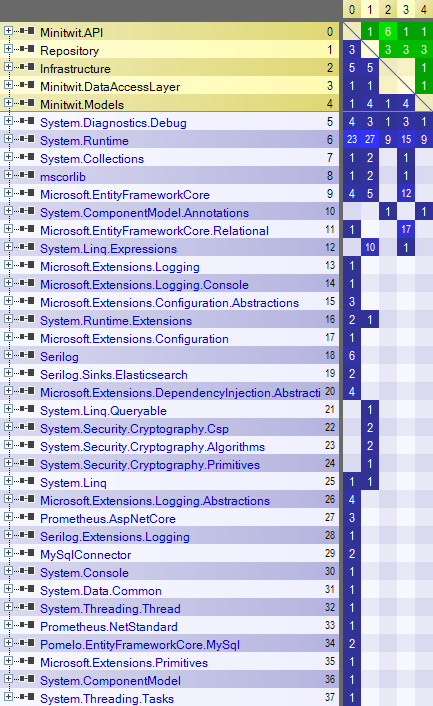 0 1 2 3 4
Minitwit.API 0 1 6 1 1
Repository 1 3 3 3 3
Infrastructure 2 5 5 1
Minitwit.DataAccessLayer 3 1 1 1
Minitwit.Models 4 1 4 1 4
System.Diagnostics.Debug 5 4 3 1 3 1
System.Runtime 6 23 27 9 15 9
System.Collections 7 1 2 1
mscorlib 8 1 2 1
Microsoft.EntityFrameworkCore 9 4 5 12
System.ComponentModel.Annotations 10 1 1
Microsoft.EntityFrameworkCore.Relational 11 1 17
System.Linq.Expressions 12 10 1
Microsoft.Extensions.Logging 13 1
Microsoft.Extensions.Logging.Console 14 1
Microsoft.Extensions.Configuration.Abstractions 15 3
System.Runtime.Extensions 16 2 1
Microsoft.Extensions.Configuration 17 1
Serilog 18 6
Serilog.Sinks.Elasticsearch 19 2
Microsoft.Extensions.DependencyInjection.Abstracti 20 4
System.Linq.Queryable 21 1
System.Security.Cryptography.Csp 22 2
System.Security.Cryptography.Algorithms 23 2
System.Security.Cryptography.Primitives 24 1
System.Linq 25 1 1
Microsoft.Extensions.Logging.Abstractions 26 4
Prometheus.AspNetCore 27 3
Serilog.Extensions.Logging 28 1
MySqlConnector 29 2
System.Console 30 1
System.Data.Common 31 1
System.Threading.Thread 32 1
Prometheus.NetStandard 33 1
Pomelo.EntityFrameworkCore.MySql 34 2
Microsoft.Extensions.Primitives 35 1
System.ComponentModel 36 1
System.Threading.Tasks 37 1